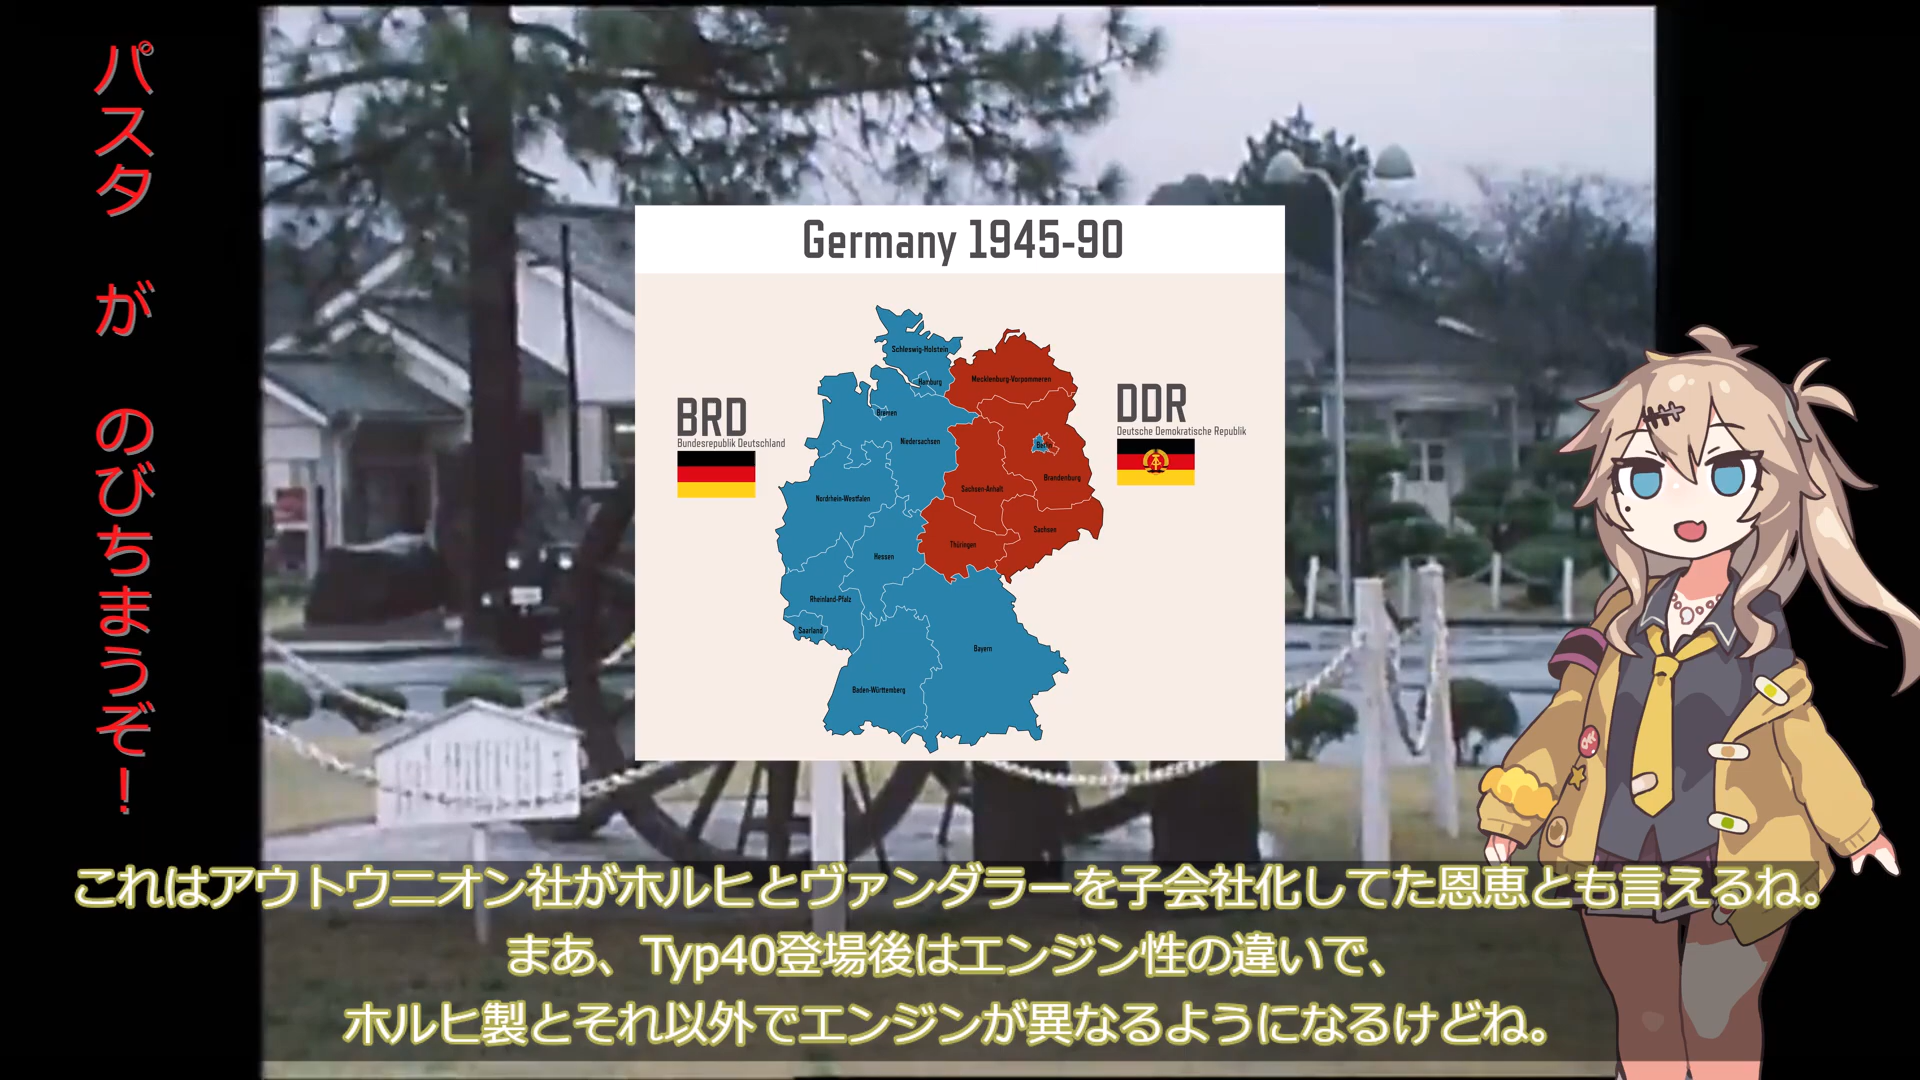 パスタ が のびちまうぞ！
Germany 1945-90
BRD
Bundesrepublik Deutschland
DDR
Deutsche Demokratische Republik
Schleswig-Holstein
Hamburg
Mecklenburg-Vorpommeren
Bremen
Niedersachsen
Brandenburg
Sachsen-Anhalt
Nordrhein-Westfalen
Sachsen
Thüringen
Hessen
Rheinland-Pfalz
Saarland
Bayern
Baden-Württemberg
これはアウトウニオン社がホルヒとヴァンダラーを子会社化してた恩恵とも言えるね。
まあ、Typ40登場後はエンジン性の違いで、
ホルヒ製とそれ以外でエンジンが異なるようになるけどね。